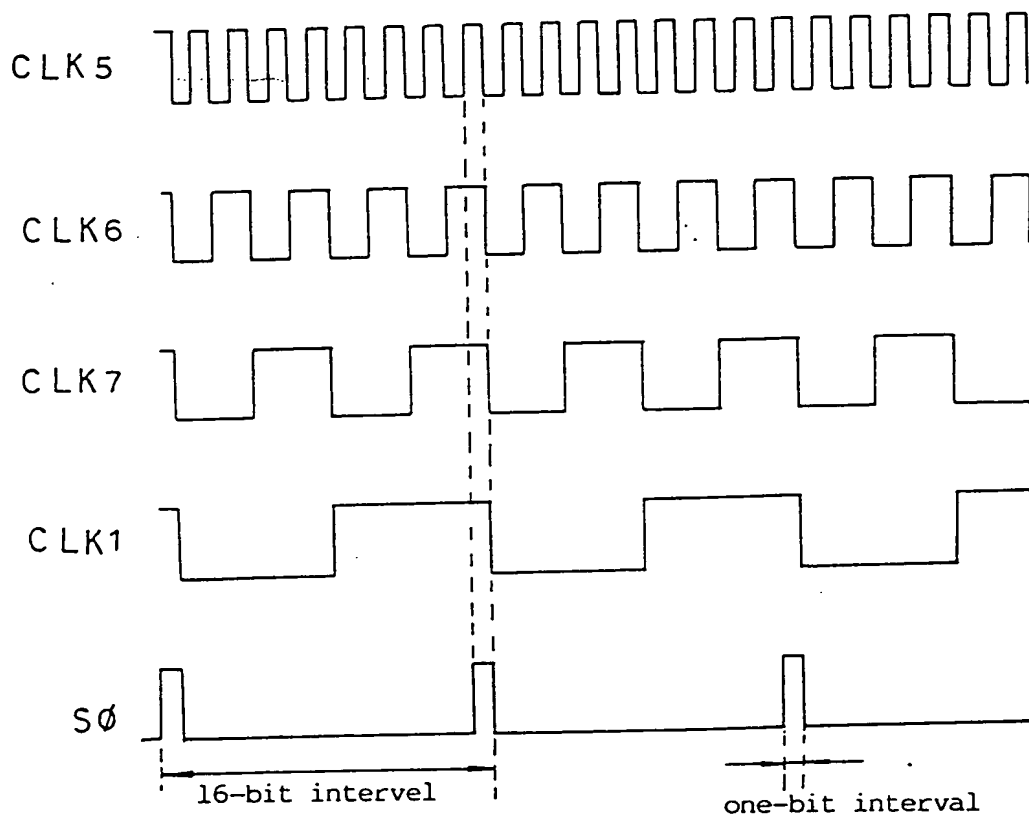 CLK5
CLK6
CLK7
CLK1
SØ
16-bit intervel
one-bit interval